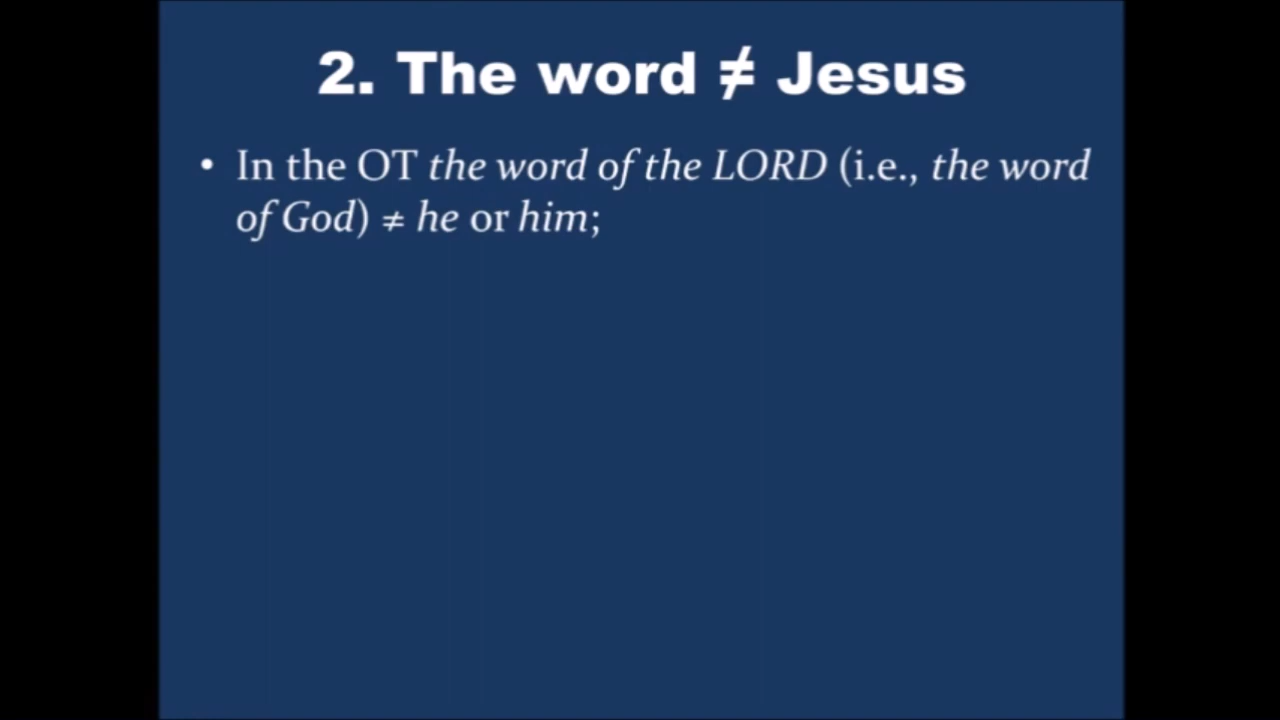 2. The word ≠ Jesus
• In the OT the word of the LORD (i.e., the word
of God) ≠ he or him;